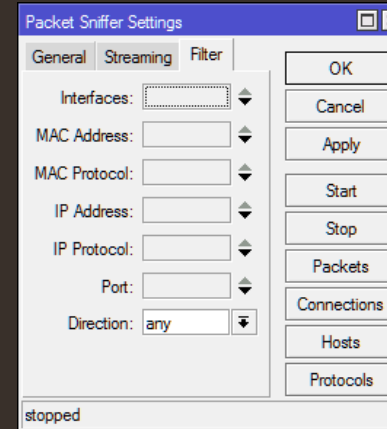 Packet Sniffer Settings
General Streaming Filter
Interfaces:
MAC Address:
MAC Protocol:
IP Address:
IP Protocol:
Port:
Direction: any
OK
Cancel
Apply
Start
Stop
Packets
Connections
Hosts
Protocols
stopped